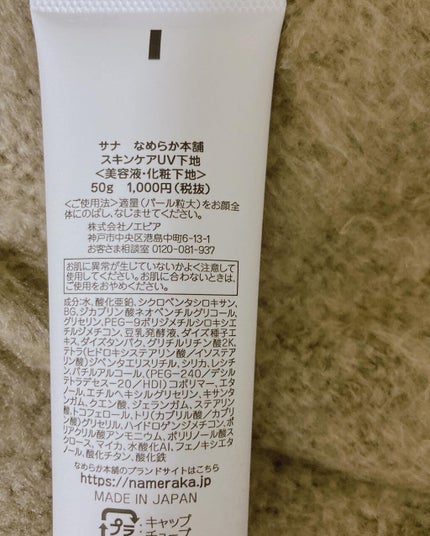 サナ なめらか本舗
スキンケアUV下地
＜美容液・化粧下地＞
50g 1,000円(税抜)
＜ご使用法＞適量(パール粒大)をお顔全
体にのばし、なじませてください。
株式会社ノエビア
神戸市中央区港島中町6-13-1
お客さま相談室 0120-081-937
お肌に異常が生じていないかよく注意して
使用してください。お肌に合わないときは、
ご使用をおやめください。
成分:水、酸化亜鉛、シクロペンタシロキサン、
BG、ジカプリン酸ネオペンチルグリコール、
グリセリン、PEG-9ポリジメチルシロキシエ
チルジメチコン、豆乳発酵液、ダイズ種子エ
キス、ダイズタンパク、グリチルリチン酸2K、
テトラ(ヒドロキシステアリン酸/イソステア
リン酸)ジペンタエリスリチル、シリカ、レシチ
ン、バチルアルコール、(PEG-240/デシル
テトラデセス-20/HDI)コポリマー、エタ
ノール、エチルヘキシルグリセリン、キサンタ
ンガム、クエン酸、ジェランガム、ステアリン
酸、トコフェロール、トリ(カプリル酸/カプリ
ン酸)グリセリル、ハイドロゲンジメチコン、ポ
リアクリル酸アンモニウム、ポリリシノール酸ス
クロース、マイカ、水酸化Al、フェノキシエタ
ノール、酸化チタン、酸化鉄
なめらか本舗のブランドサイトはこちら
https://nameraka.jp/
MADE IN JAPAN
プラ :キャップ
:チューブ